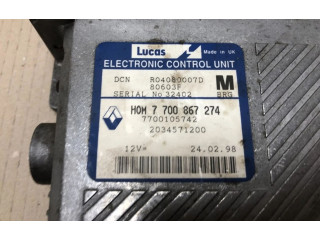 Lucas Made in UK
ELECTRONIC CONTROL UNIT
DCN R04080007D
80603F M
SERIAL No 32402 BRG
HOM 7 700 867 274
7700105742
2034571200
12V= 24.02.98